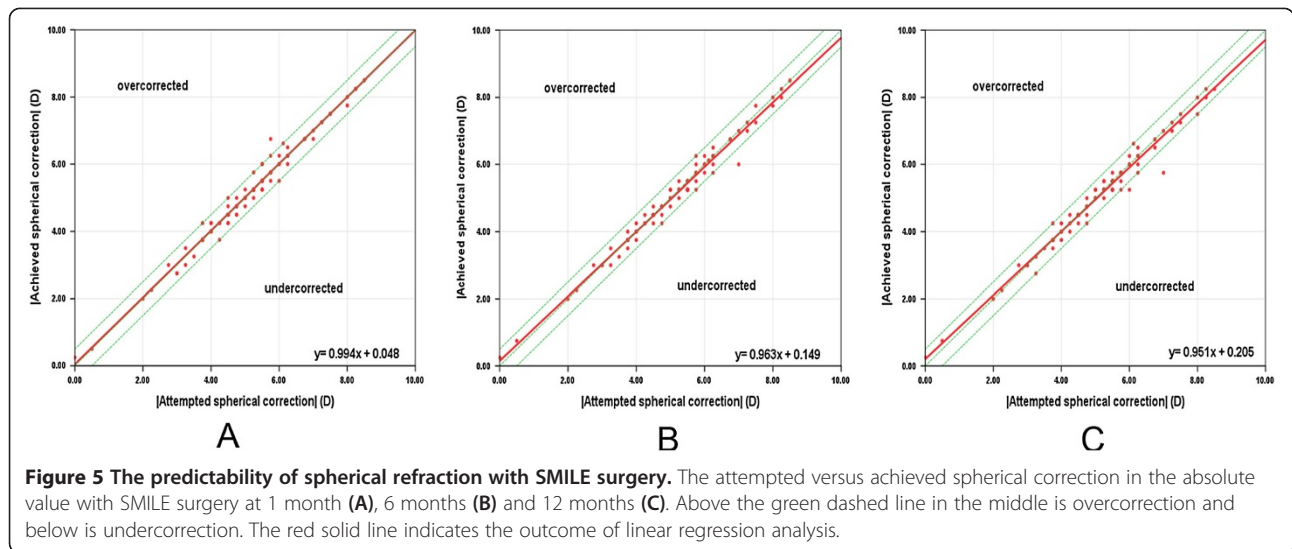 10.00
8.00
6.00
4.00
2.00
0.00
|Achieved spherical correction| (D)
overcorrected
undercorrected
y= 0.994x + 0.048
0.00 2.00 4.00 6.00 8.00 10.00
|Attempted spherical correction| (D)
A
10.00
8.00
6.00
4.00
2.00
0.00
|Achieved spherical correction| (D)
overcorrected
undercorrected
y= 0.963x + 0.149
0.00 2.00 4.00 6.00 8.00 10.00
|Attempted spherical correction| (D)
B
10.00
8.00
6.00
4.00
2.00
0.00
|Achieved spherical correction| (D)
overcorrected
undercorrected
y= 0.951x + 0.205
0.00 2.00 4.00 6.00 8.00 10.00
|Attempted spherical correction| (D)
C
Figure 5 The predictability of spherical refraction with SMILE surgery. The attempted versus achieved spherical correction in the absolute
value with SMILE surgery at 1 month (A), 6 months (B) and 12 months (C). Above the green dashed line in the middle is overcorrection and
below is undercorrection. The red solid line indicates the outcome of linear regression analysis.